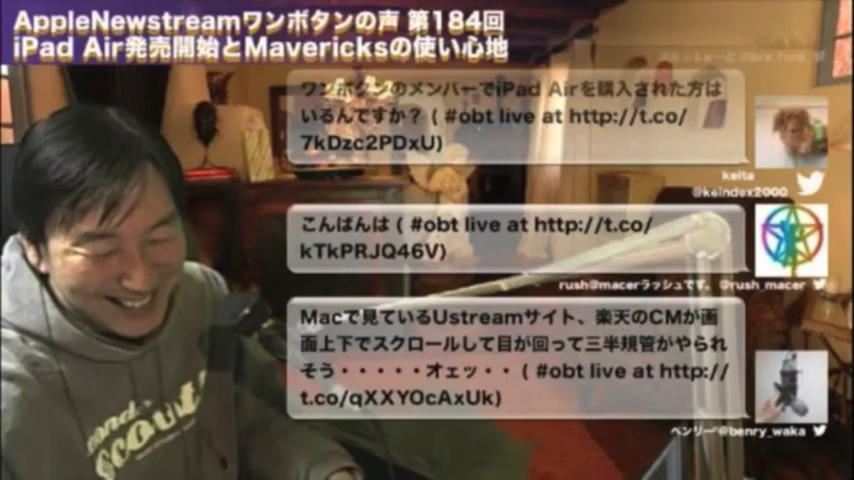 AppleNewstreamワンボタンの声 第184回
iPad Air発売開始とMavericksの使い心地
ワンボタンのメンバーでiPad Airを購入された方は
いるんですか？ ( #obt live at http://t.co/
7kDzc2PDxU)
keita
@keindex2000
こんばんは ( #obt live at http://t.co/
kTkPRJQ46V)
rush@macerラッシュです。 @rush_macer
Macで見ているUstreamサイト、楽天のCMが画
面上下でスクロールして目が回って三半規管がやられ
そう・・・・・オェッ・・ ( #obt live at http://
t.co/qXXYOcAxUk)
ベンリー @benry_waka